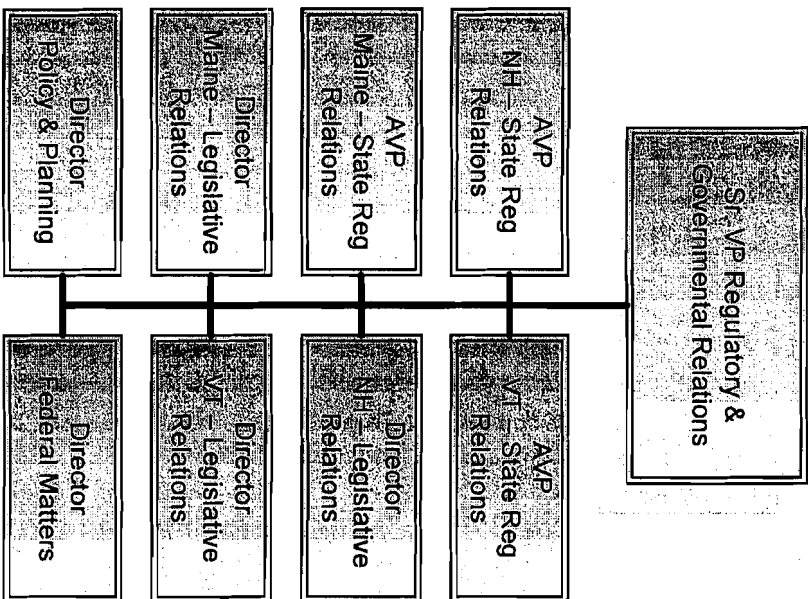 Sr. VP Regulatory &
Governmental Relations
AVP
NH – State Reg
Relations
AVP
VT – State Reg
Relations
AVP
Maine – State Reg
Relations
Director
NH – Legislative
Relations
Director
Maine – Legislative
Relations
Director
VT – Legislative
Relations
Director
Policy & Planning
Director
Federal Matters